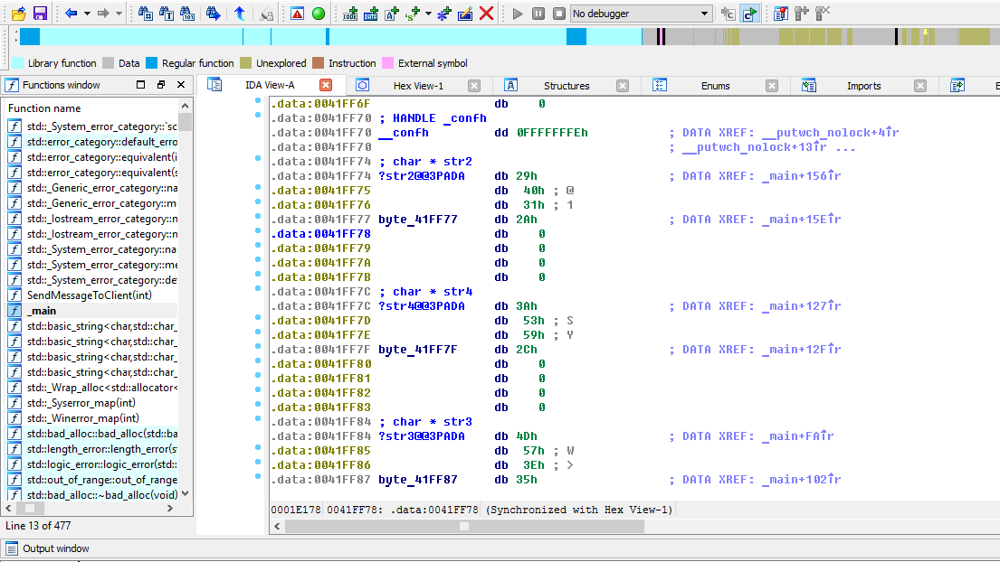 No debugger
Library function
Data
Regular function
Unexplored
Instruction
External symbol
Functions window
IDA View-A
Hex View-1
Structures
Enums
Imports
E
Function name
std::_System_error_category::`sc
std::error_category::default_erro
std::error_category::equivalent(i
std::error_category::equivalent(s
std::_Generic_error_category::na
std::_Generic_error_category::m
std::_Iostream_error_category::n
std::_Iostream_error_category::n
std::_System_error_category::na
std::_System_error_category::me
std::_System_error_category::de
SendMessageToClient(int)
_main
std::basic_string<char,std::char_
std::basic_string<char,std::char_
std::basic_string<char,std::char_
std::basic_string<char,std::char_
std::_Wrap_alloc<std::allocator<
std::_Syserror_map(int)
std::_Winerror_map(int)
std::bad_alloc::bad_alloc(std::ba
std::length_error::length_error(st
std::logic_error::logic_error(std::
std::out_of_range::out_of_range(
std::bad_alloc::~bad_alloc(void)
Line 13 of 477
.data:0041FF6F db 0
.data:0041FF70 ; HANDLE _confh
.data:0041FF70 __confh dd 0FFFFFFFEh ; DATA XREF: __putwch_nolock+4îr
.data:0041FF70 ; __putwch_nolock+13îr ...
.data:0041FF74 ; char * str2
.data:0041FF74 ?str2@@3PADA db 29h ; DATA XREF: _main+156îr
.data:0041FF75 db 40h ; @
.data:0041FF76 db 31h ; 1
.data:0041FF77 byte_41FF77 db 2Ah ; DATA XREF: _main+15Eîr
.data:0041FF78 db 0
.data:0041FF79 db 0
.data:0041FF7A db 0
.data:0041FF7B db 0
.data:0041FF7C ; char * str4
.data:0041FF7C ?str4@@3PADA db 3Ah ; DATA XREF: _main+127îr
.data:0041FF7D db 53h ; S
.data:0041FF7E db 59h ; Y
.data:0041FF7F byte_41FF7F db 2Ch ; DATA XREF: _main+12Fîr
.data:0041FF80 db 0
.data:0041FF81 db 0
.data:0041FF82 db 0
.data:0041FF83 db 0
.data:0041FF84 ; char * str3
.data:0041FF84 ?str3@@3PADA db 4Dh ; DATA XREF: _main+FAîr
.data:0041FF85 db 57h ; W
.data:0041FF86 db 3Eh ; >
.data:0041FF87 byte_41FF87 db 35h ; DATA XREF: _main+102îr
0001E178 0041FF78: .data:0041FF78 (Synchronized with Hex View-1)
Output window